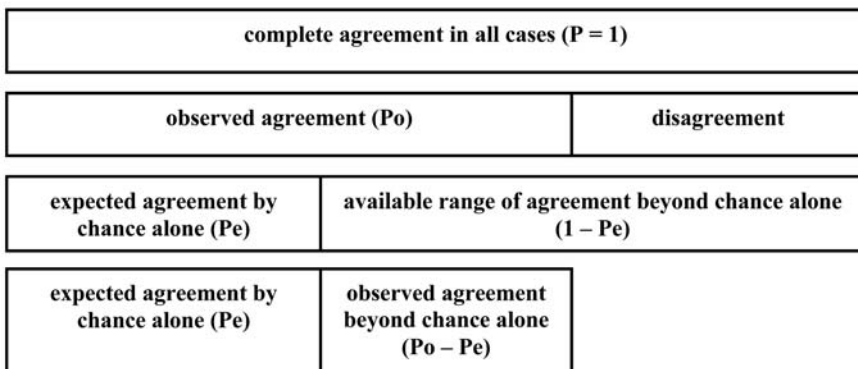 complete agreement in all cases (P = 1)
observed agreement (Po)
disagreement
expected agreement by
chance alone (Pe)
available range of agreement beyond chance alone
(1 – Pe)
expected agreement by
chance alone (Pe)
observed agreement
beyond chance alone
(Po – Pe)